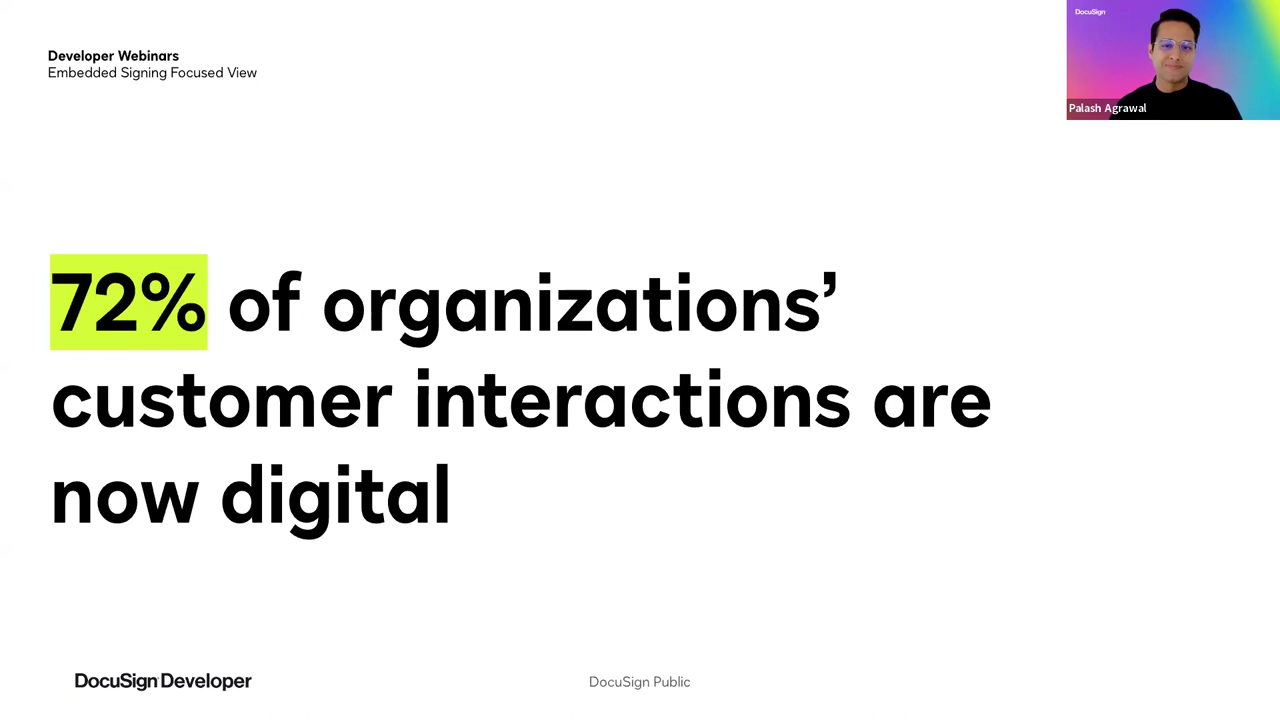 Developer Webinars
Embedded Signing Focused View
DocuSign
Palash Agrawal
72% of organizations’
customer interactions are
now digital
DocuSign Developer
DocuSign Public